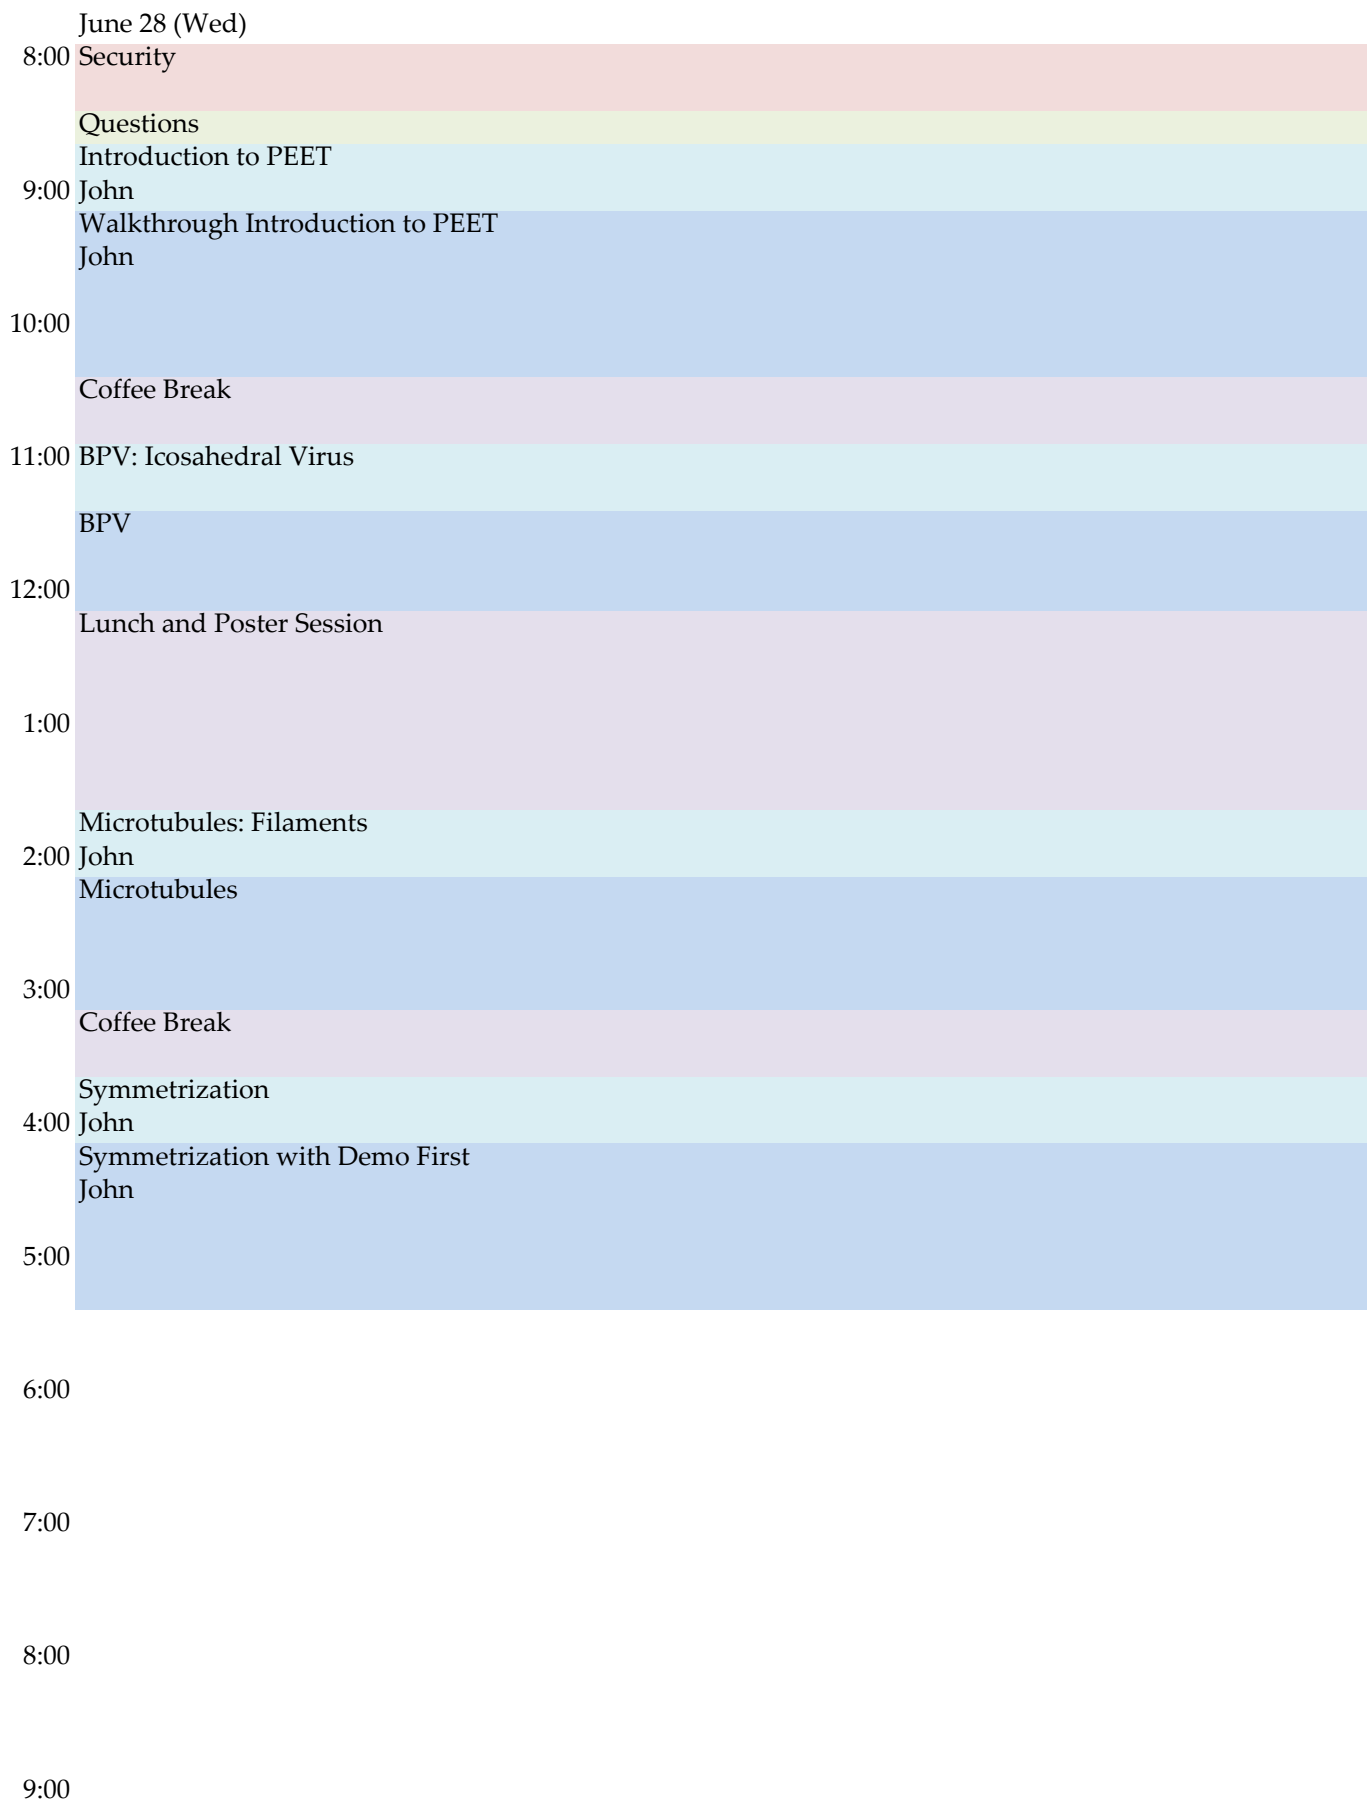 June 28 (Wed)
8:00 Security
Questions
Introduction to PEET
9:00 John
Walkthrough Introduction to PEET
John
10:00
Coffee Break
11:00 BPV: Icosahedral Virus
BPV
12:00
Lunch and Poster Session
1:00
Microtubules: Filaments
2:00 John
Microtubules
3:00
Coffee Break
Symmetrization
4:00 John
Symmetrization with Demo First
John
5:00
6:00
7:00
8:00
9:00